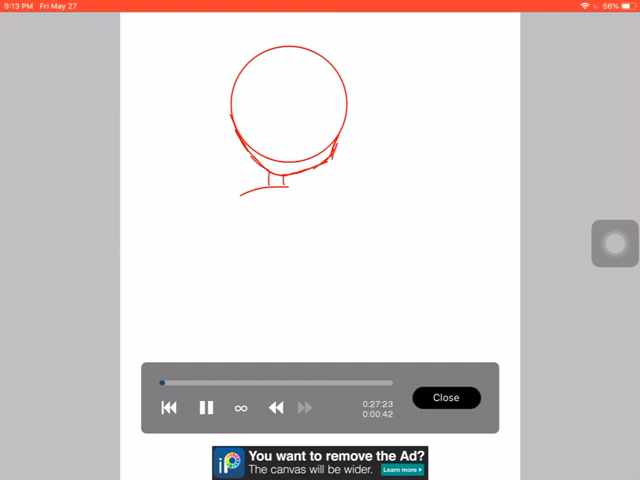 9:13 PM Fri May 27
56%
0:27:23
0:00:42
Close
iP
You want to remove the Ad?
The canvas will be wider.
Learn more ▸